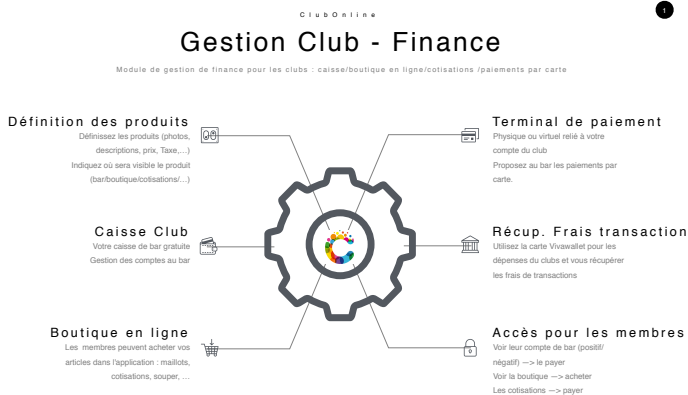 ClubOnline
1
Gestion Club - Finance
Module de gestion de finance pour les clubs : caisse/boutique en ligne/cotisations /paiements par carte
Définition des produits
Définissez les produits (photos,
descriptions, prix, Taxe,...)
Indiquez où sera visible le produit
(bar/boutique/cotisations/...)
Caisse Club
Votre caisse de bar gratuite
Gestion des comptes au bar
Boutique en ligne
Les membres peuvent acheter vos
articles dans l'application : maillots,
cotisations, souper, ...
Terminal de paiement
Physique ou virtuel relié à votre
compte du club
Proposez au bar les paiements par
carte.
Récup. Frais transaction
Utilisez la carte Vivawallet pour les
dépenses du clubs et vous récupérer
les frais de transactions
Accès pour les membres
Voir leur compte de bar (positif/
négatif) —> le payer
Voir la boutique —> acheter
Les cotisations —> payer